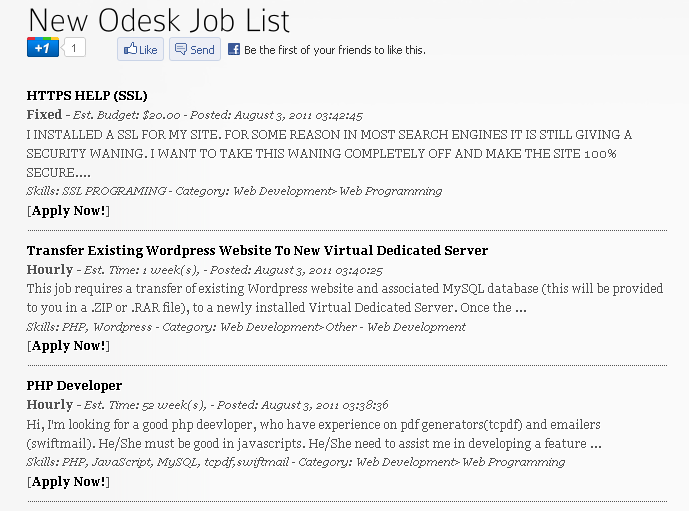 New Odesk Job List
+1 1 Like Send Be the first of your friends to like this.
HTTPS HELP (SSL)
Fixed - Est. Budget: $20.00 - Posted: August 3, 2011 03:42:45
I INSTALLED A SSL FOR MY SITE. FOR SOME REASON IN MOST SEARCH ENGINES IT IS STILL GIVING A
SECURITY WANING. I WANT TO TAKE THIS WANING COMPLETELY OFF AND MAKE THE SITE 100%
SECURE....
Skills: SSL PROGRAMING - Category: Web Development>Web Programming
[Apply Now!]
Transfer Existing Wordpress Website To New Virtual Dedicated Server
Hourly - Est. Time: 1 week(s), - Posted: August 3, 2011 03:40:25
This job requires a transfer of existing Wordpress website and associated MySQL database (this will be provided
to you in a .ZIP or .RAR file), to a newly installed Virtual Dedicated Server. Once the ...
Skills: PHP, Wordpress - Category: Web Development>Other - Web Development
[Apply Now!]
PHP Developer
Hourly - Est. Time: 52 week(s), - Posted: August 3, 2011 03:38:36
Hi, I'm looking for a good php deevloper, who have experience on pdf generators(tcpdf) and emailers
(swiftmail). He/She must be good in javascripts. He/She need to assist me in developing a feature ...
Skills: PHP, JavaScript, MySQL, tcpdf,swiftmail - Category: Web Development>Web Programming
[Apply Now!]